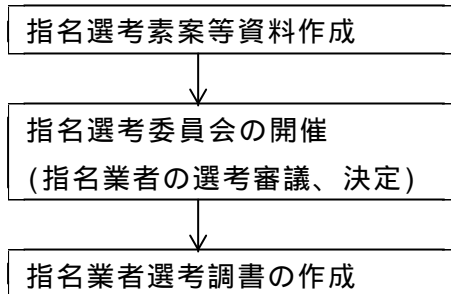 指名選考素案等資料作成
指名選考委員会の開催
(指名業者の選考審議、決定)
指名業者選考調書の作成